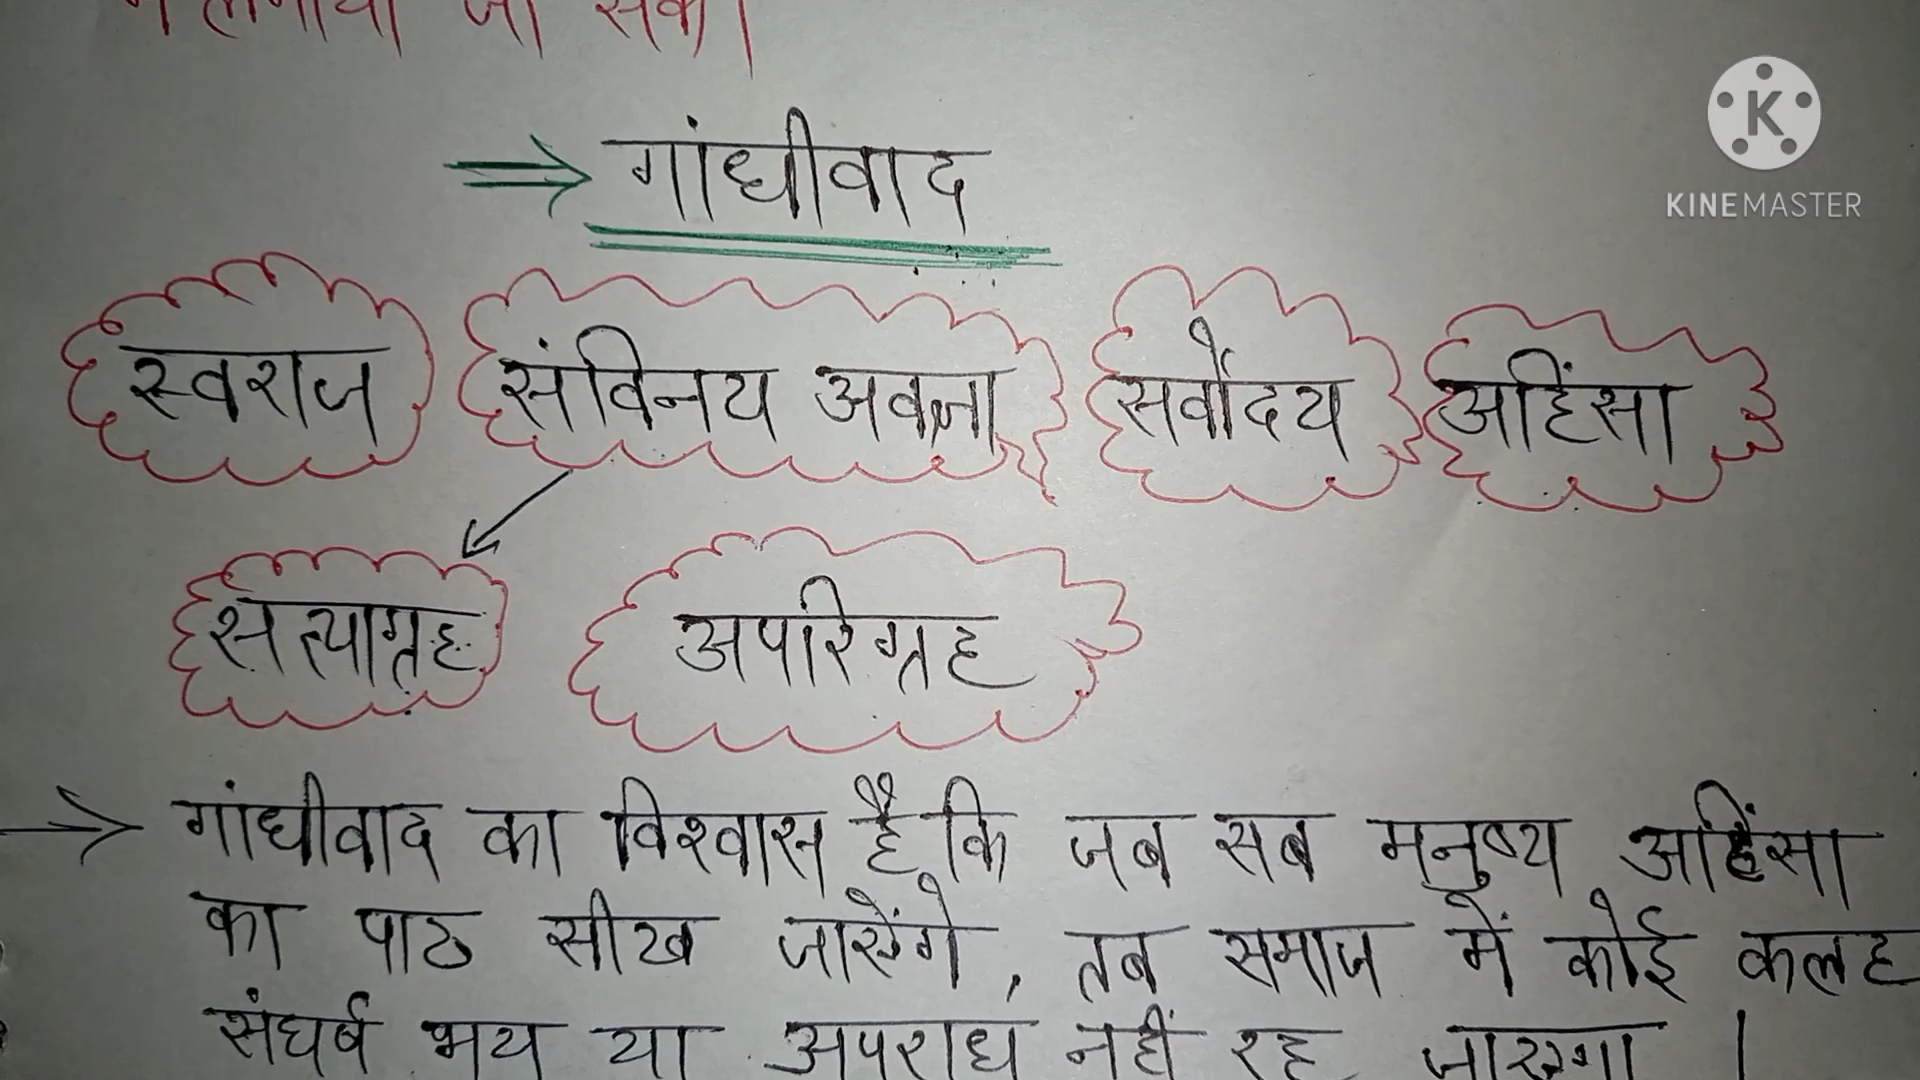 जा सके।
KINEMASTER
⇒ गांधीवाद
स्वराज संविनय अवज्ञा सर्वोदय अहिंसा
सत्याग्रह अपरिग्रह
→ गांधीवाद का विश्वास है कि जब सब मनुष्य अहिंसा
का पाठ सीख जाएंगे, तब समाज में कोई कलह
संघर्ष भय या अपराध नहीं रह जाएगा।